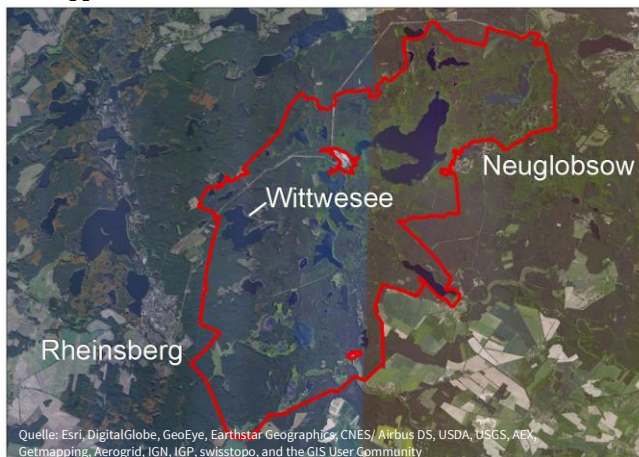 Neuglobsow
Wittwesee
Rheinsberg
Quelle: Esri, DigitalGlobe, GeoEye, Earthstar Geographics, CNES/ Airbus DS, USDA, USGS, AEX,
Getmapping, Aerogrid, IGN, IGP, swisstopo, and the GIS User Community